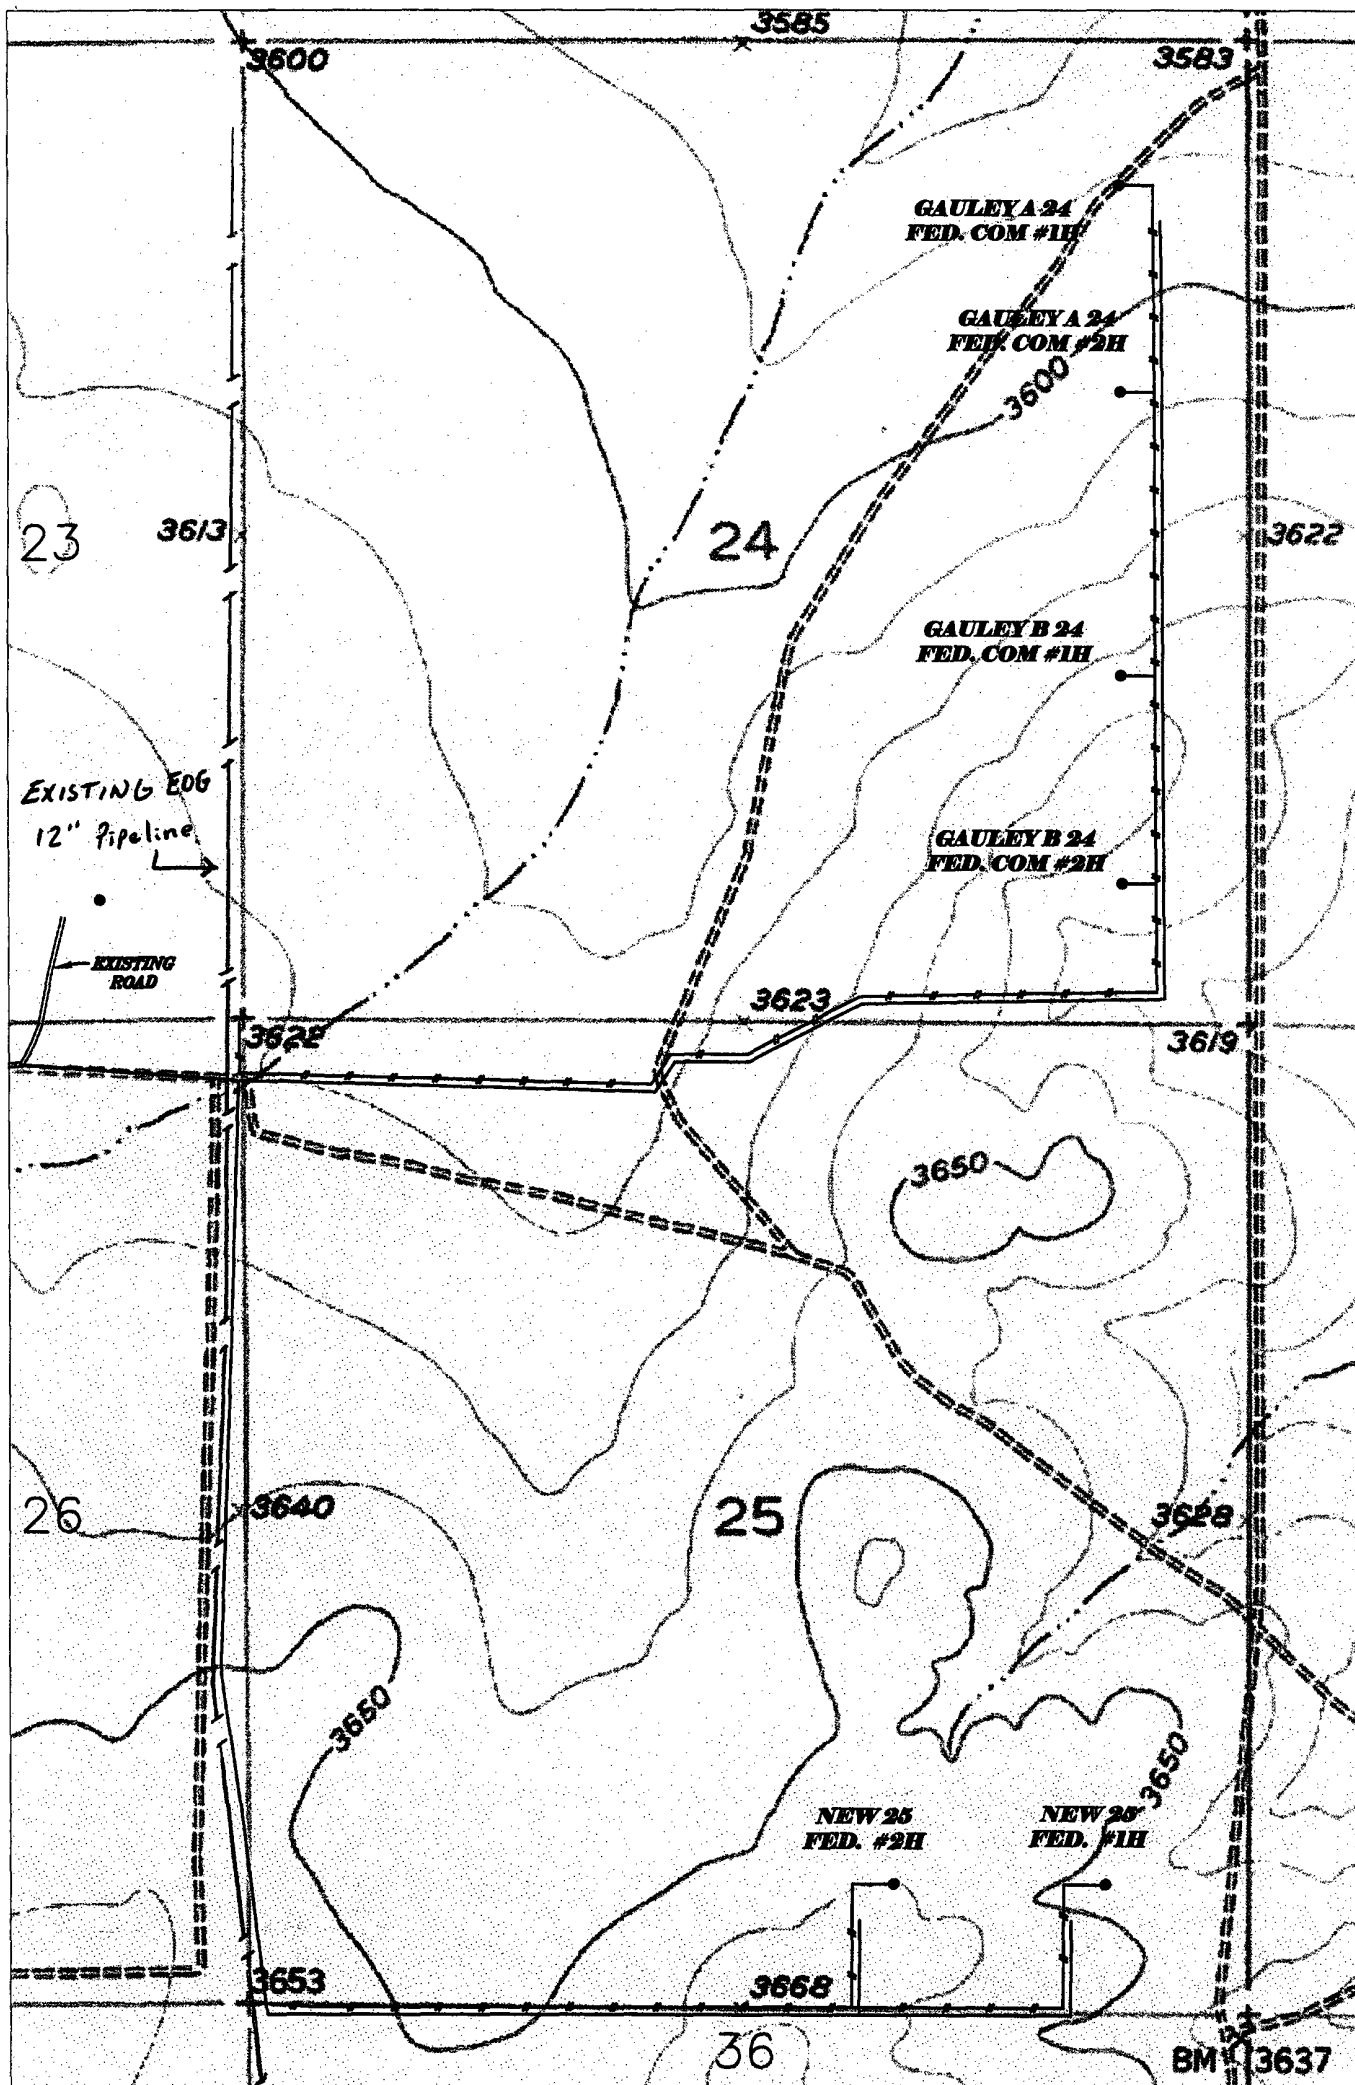 3585
3600
3583
GAULEY A 24
FED. COM #1H
GAULEY A 24
FED. COM #2H
3600
23
3613
24
3622
GAULEY B 24
FED. COM #1H
EXISTING EOG
12" Pipeline
GAULEY B 24
FED. COM #2H
EXISTING
ROAD
3623
3622
3619
3650
26
3640
25
3628
3650
3650
NEW 25
FED. #2H
NEW 25
FED. #1H
3653
3668
36
BM
3637